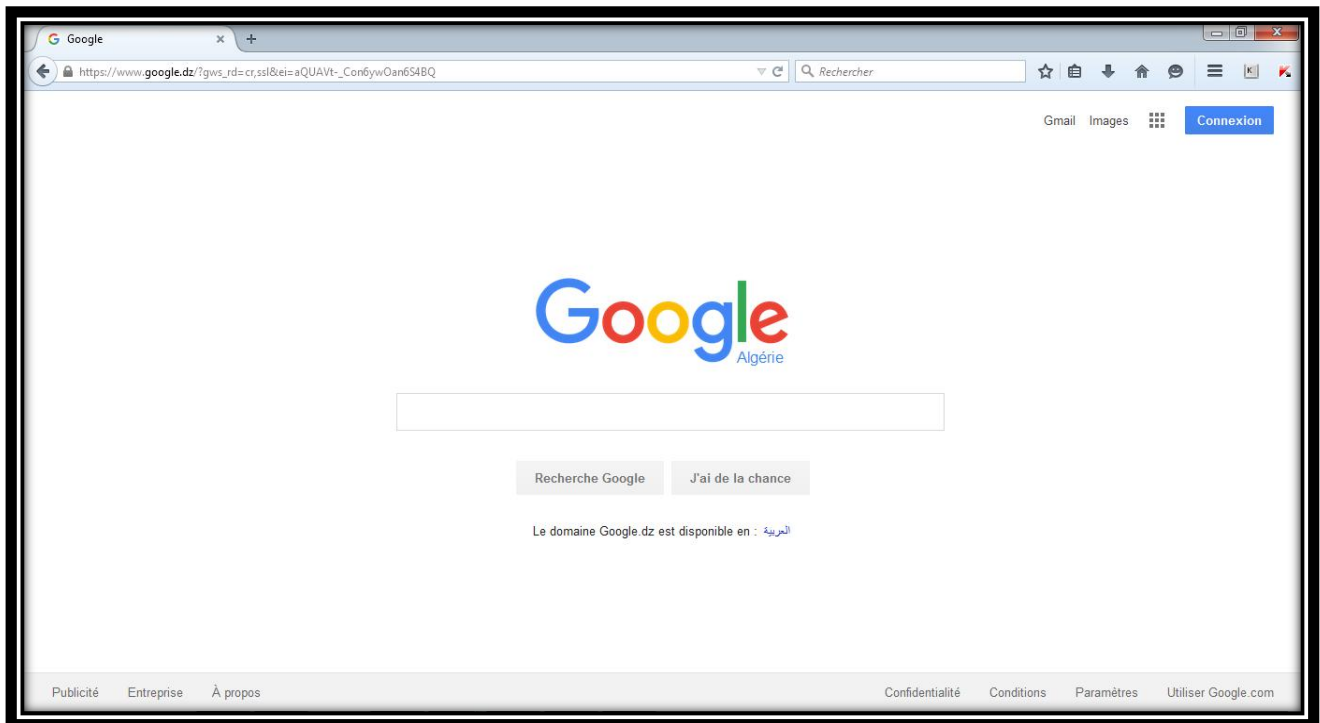 Google
https://www.google.dz/?gws_rd=cr,ssl&ei=aQUAVt-_Con6ywOan6S4BQ
Rechercher
Gmail Images
Connexion
Google
Algérie
Recherche Google
J'ai de la chance
Le domaine Google.dz est disponible en : العربية
Publicité Entreprise À propos
Confidentialité Conditions Paramètres Utiliser Google.com